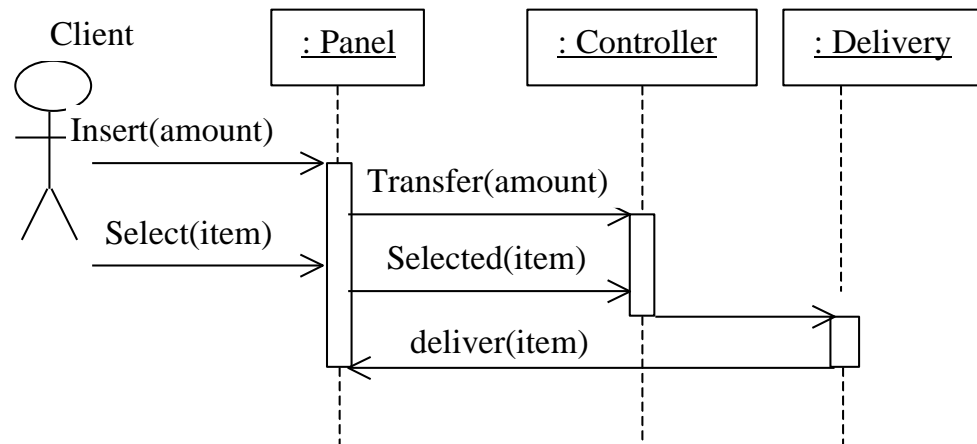 Client
: Panel
: Controller
: Delivery
Insert(amount)
Transfer(amount)
Select(item)
Selected(item)
deliver(item)